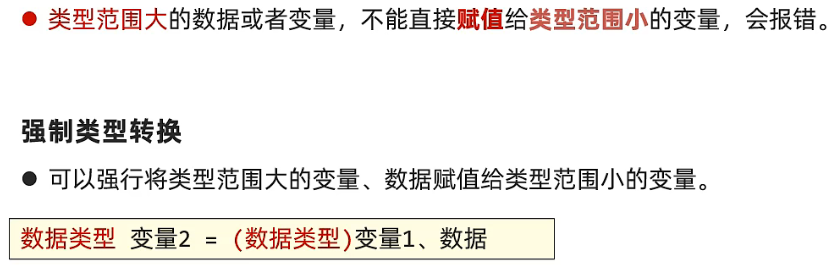 ● 类型范围大的数据或者变量，不能直接赋值给类型范围小的变量，会报错。
强制类型转换
● 可以强行将类型范围大的变量、数据赋值给类型范围小的变量。
数据类型 变量2 = (数据类型)变量1、数据